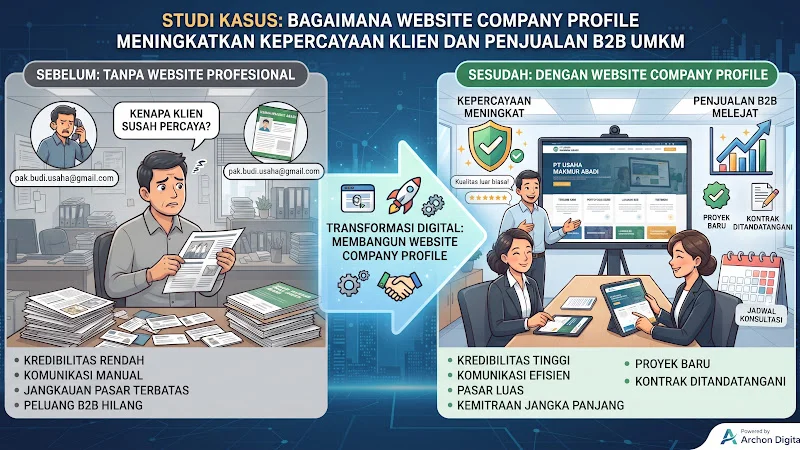 STUDI KASUS: BAGAIMANA WEBSITE COMPANY PROFILE
MENINGKATKAN KEPERCAYAAN KLIEN DAN PENJUALAN B2B UMKM
SEBELUM: TANPA WEBSITE PROFESIONAL
KENAPA KLIEN
SUSAH PERCAYA?
pak.budi.usaha@gmail.com
pak.budi.usaha@gmail.com
KREDIBILITAS RENDAH
KOMUNIKASI MANUAL
JANGKAUAN PASAR TERBATAS
PELUANG B2B HILANG
TRANSFORMASI DIGITAL:
MEMBANGUN WEBSITE
COMPANY PROFILE
SESUDAH: DENGAN WEBSITE COMPANY PROFILE
KEPERCAYAAN
MENINGKAT
Kualitas luar biasa!
PT USAHA
MAKMUR ABADI
PENJUALAN B2B
MELEJAT
PROYEK
BARU
KONTRAK
DITANDATANGANI
JADWAL
KONSULTASI
KREDIBILITAS TINGGI
KOMUNIKASI EFISIEN
PASAR LUAS
KEMITRAAN JANGKA PANJANG
PROYEK BARU
KONTRAK DITANDATANGANI
Powered by
Archon Digita